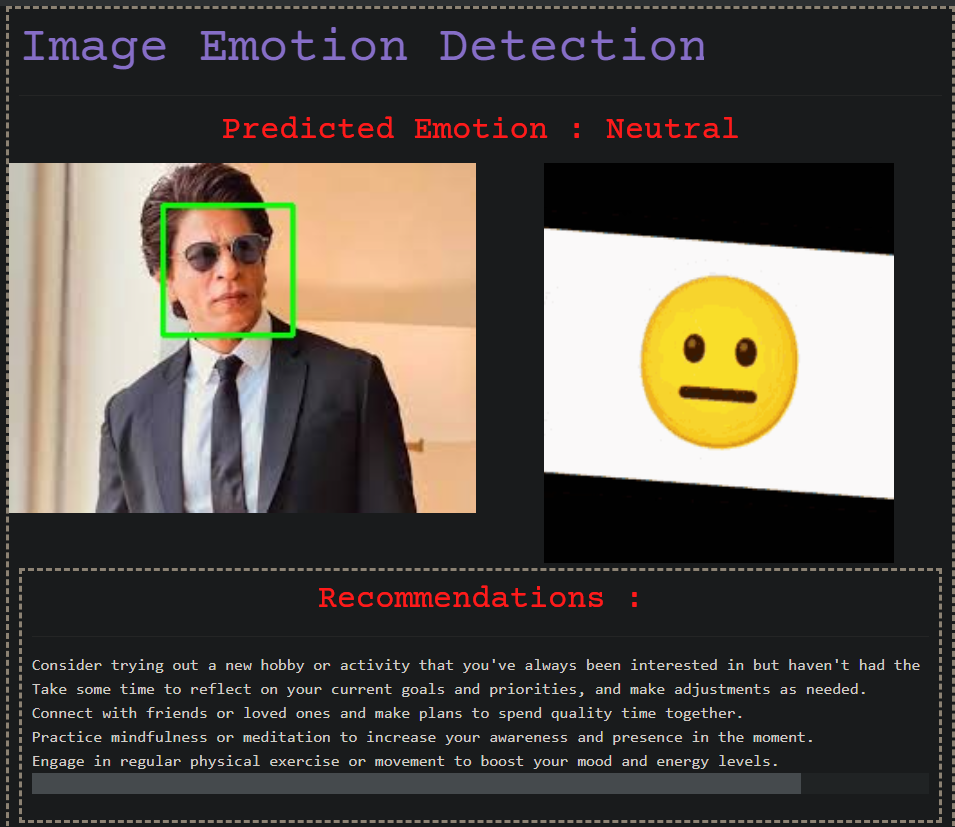 Image Emotion Detection
Predicted Emotion : Neutral
Recommendations :
Consider trying out a new hobby or activity that you've always been interested in but haven't had the
Take some time to reflect on your current goals and priorities, and make adjustments as needed.
Connect with friends or loved ones and make plans to spend quality time together.
Practice mindfulness or meditation to increase your awareness and presence in the moment.
Engage in regular physical exercise or movement to boost your mood and energy levels.